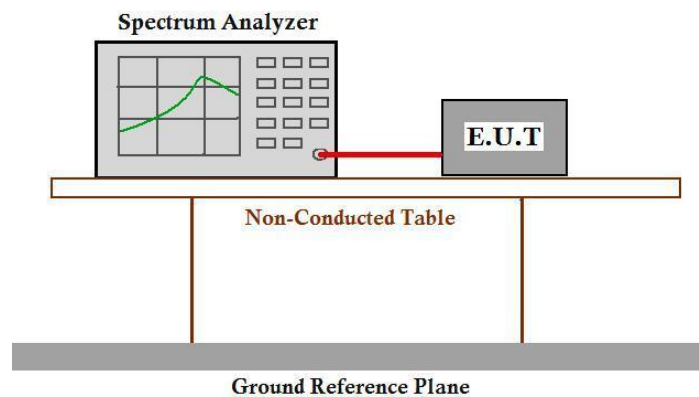 Spectrum Analyzer
E.U.T
Non-Conducted Table
Ground Reference Plane